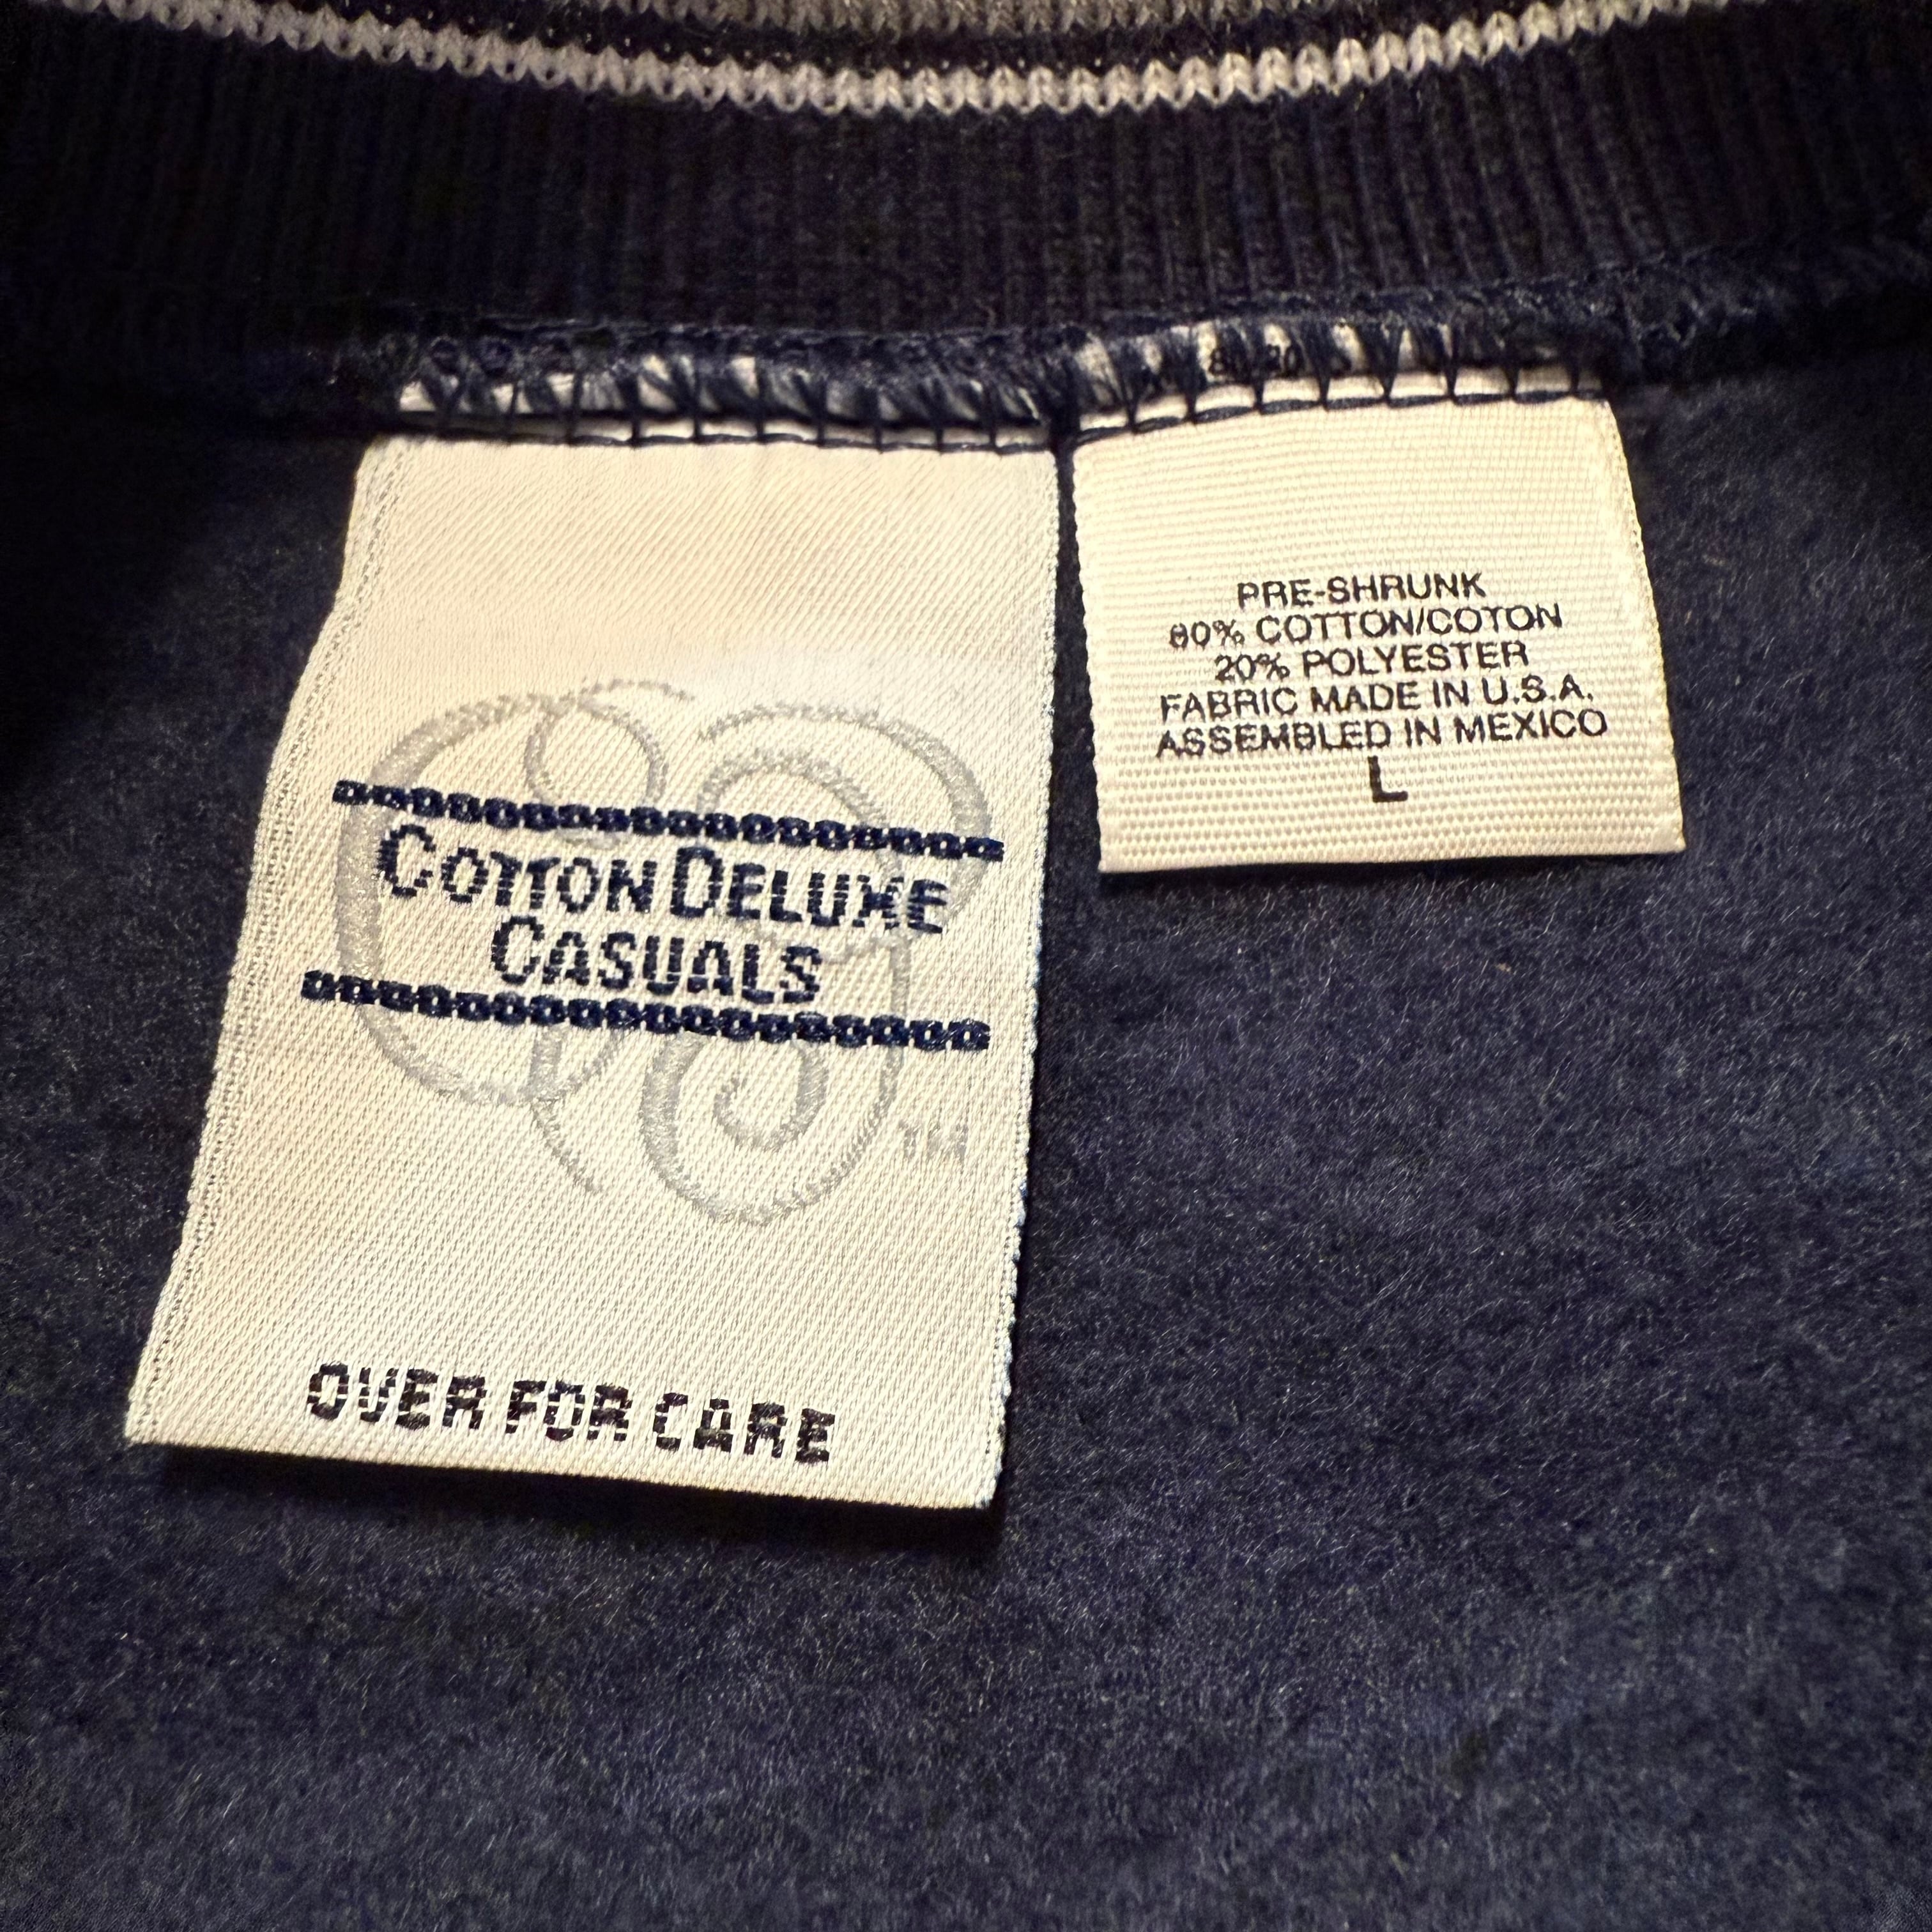 COTTON DELUXE
CASUALS
TM
OVER FOR CARE
PRE-SHRUNK
80% COTTON/COTON
20% POLYESTER
FABRIC MADE IN U.S.A.
ASSEMBLED IN MEXICO
L